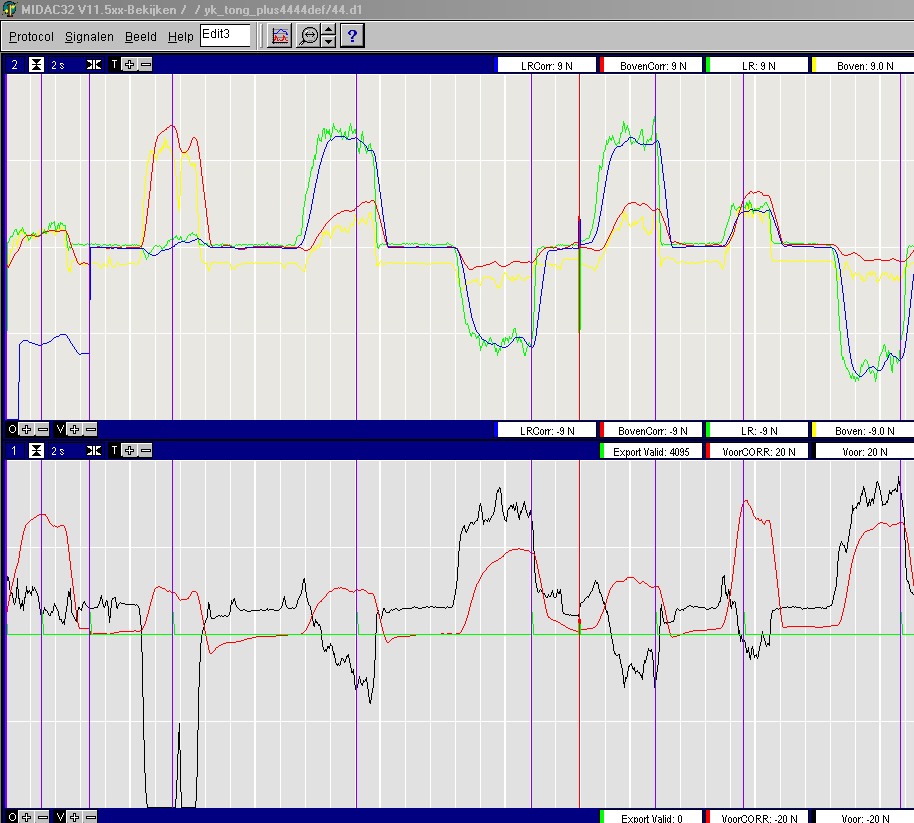 MIDAC32 V11.5xx-Bekijken / / yk_tong_plus4444def/44.d1
Protocol Signalen Beeld Help Edit3 ?
2 2 s T LRCorr: 9 N BovenCorr: 9 N LR: 9 N Boven: 9.0 N
O V LRCorr: -9 N BovenCorr: -9 N LR: -9 N Boven: -9.0 N
1 2 s T Export Valid: 4095 VoorCORR: 20 N Voor: 20 N
O V Export Valid: 0 VoorCORR: -20 N Voor: -20 N